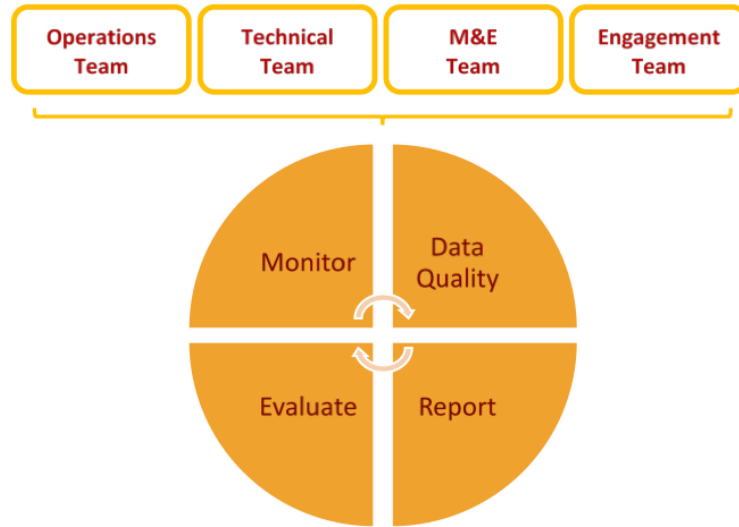 Operations
Team
Technical
Team
M&E
Team
Engagement
Team
Monitor
Data
Quality
Evaluate
Report